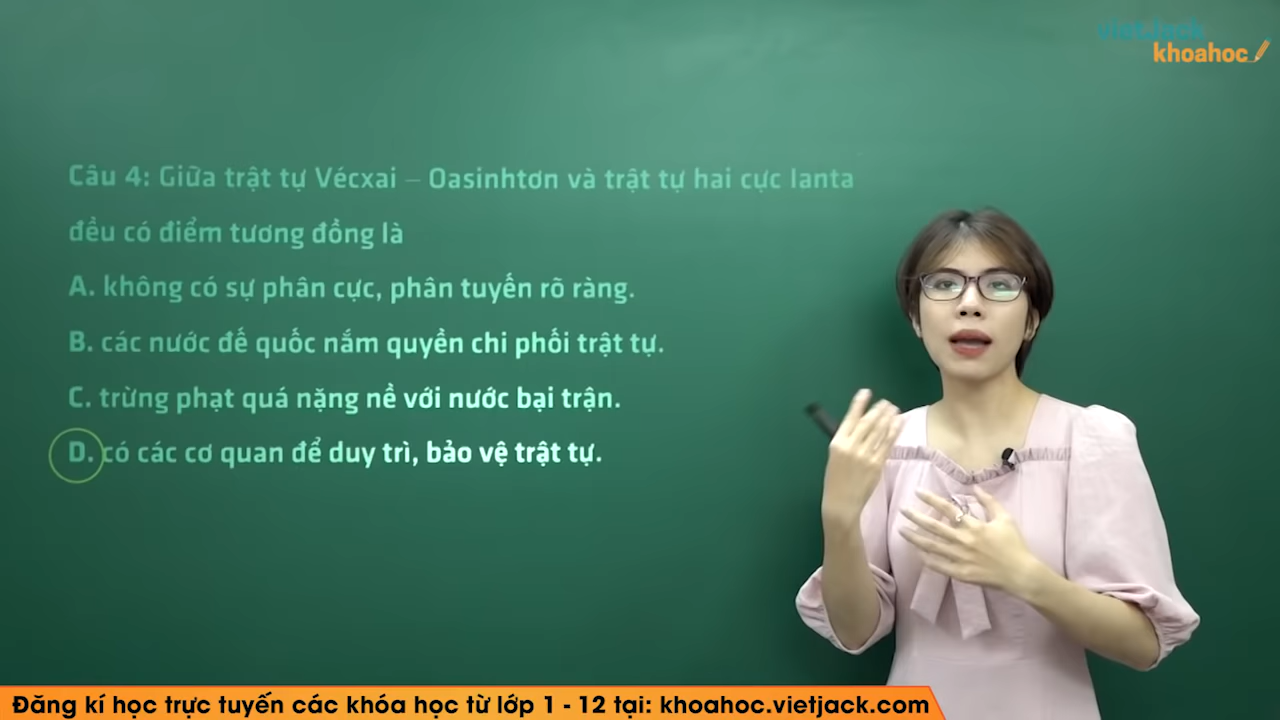 vietJack
khoahoc
Câu 4: Giữa trật tự Vécxai – Oasinhtơn và trật tự hai cực Ianta
đều có điểm tương đồng là
A. không có sự phân cực, phân tuyến rõ ràng.
B. các nước đế quốc nắm quyền chi phối trật tự.
C. trừng phạt quá nặng nề với nước bại trận.
D. có các cơ quan để duy trì, bảo vệ trật tự.
Đăng kí học trực tuyến các khóa học từ lớp 1 - 12 tại: khoahoc.vietjack.com